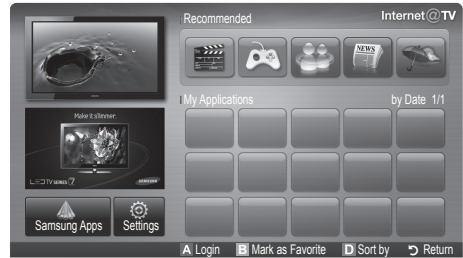 Internet@TV
Recommended
NEWS
My Applications by Date 1/1
Make it slimmer.
LED TV SERIES 7 SAMSUNG
Samsung Apps Settings
A Login B Mark as Favorite D Sort by Return